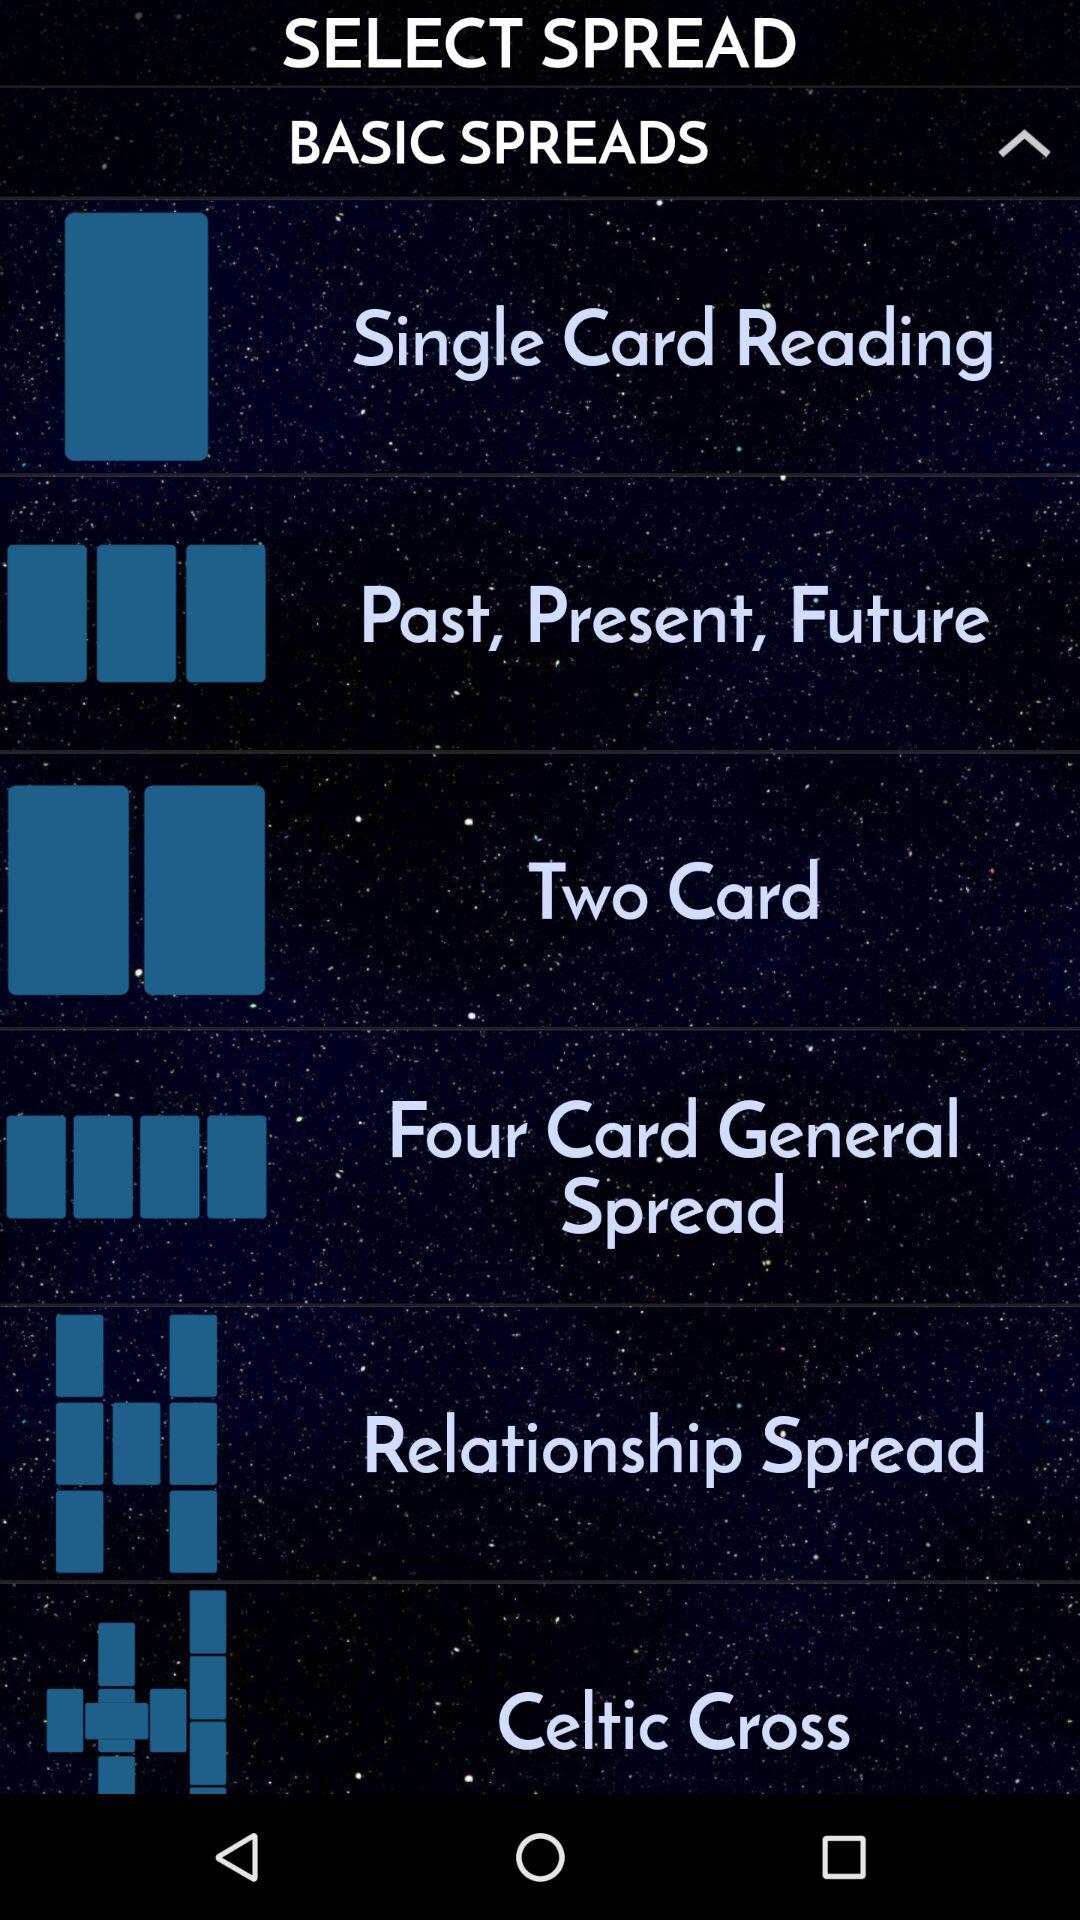 SELECT SPREAD
BASIC SPREADS
Single Card Reading
Past, Present, Future
Two Card
Four Card General
Spread
Relationship Spread
Celtic Cross